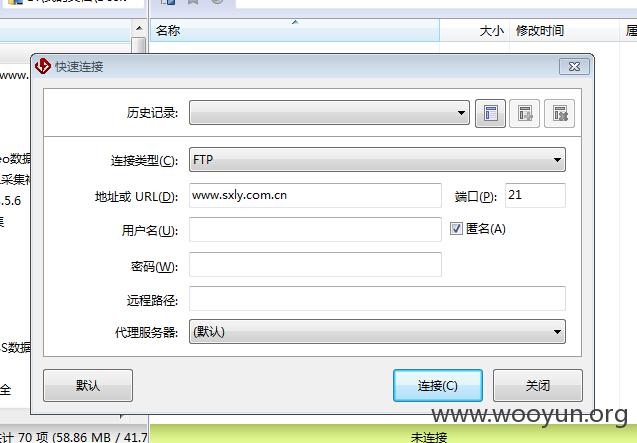 名称 大小 修改时间 属
快速连接
www.
历史记录:
eo数据
连接类型(C): FTP
采集
.5.6 地址或 URL(D): www.sxly.com.cn 端口(P): 21
集
用户名(U): 匿名(A)
密码(W):
远程路径:
代理服务器: (默认)
S数据
全 默认 连接(C) 关闭
www.wooyun.org
计 70 项 (58.86 MB / 41.7 未连接